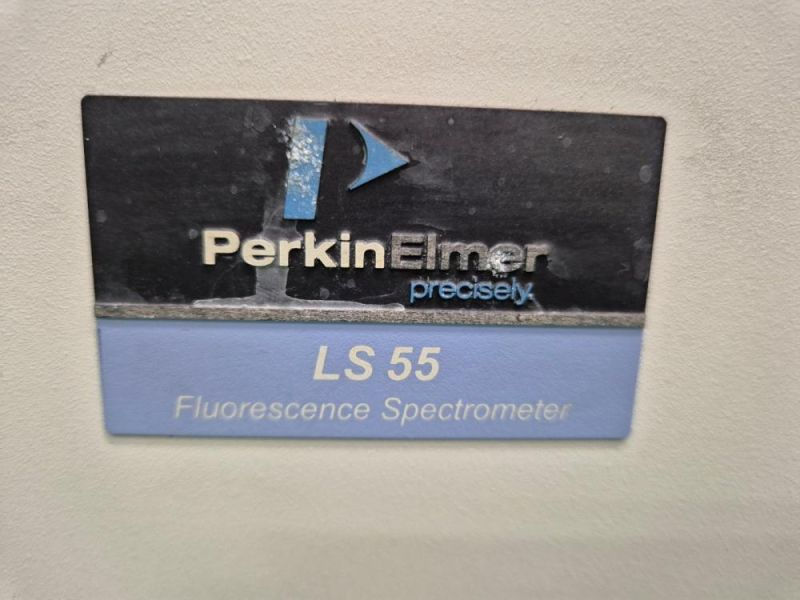 PerkinElmer
precisely.
LS 55
Fluorescence Spectrometer